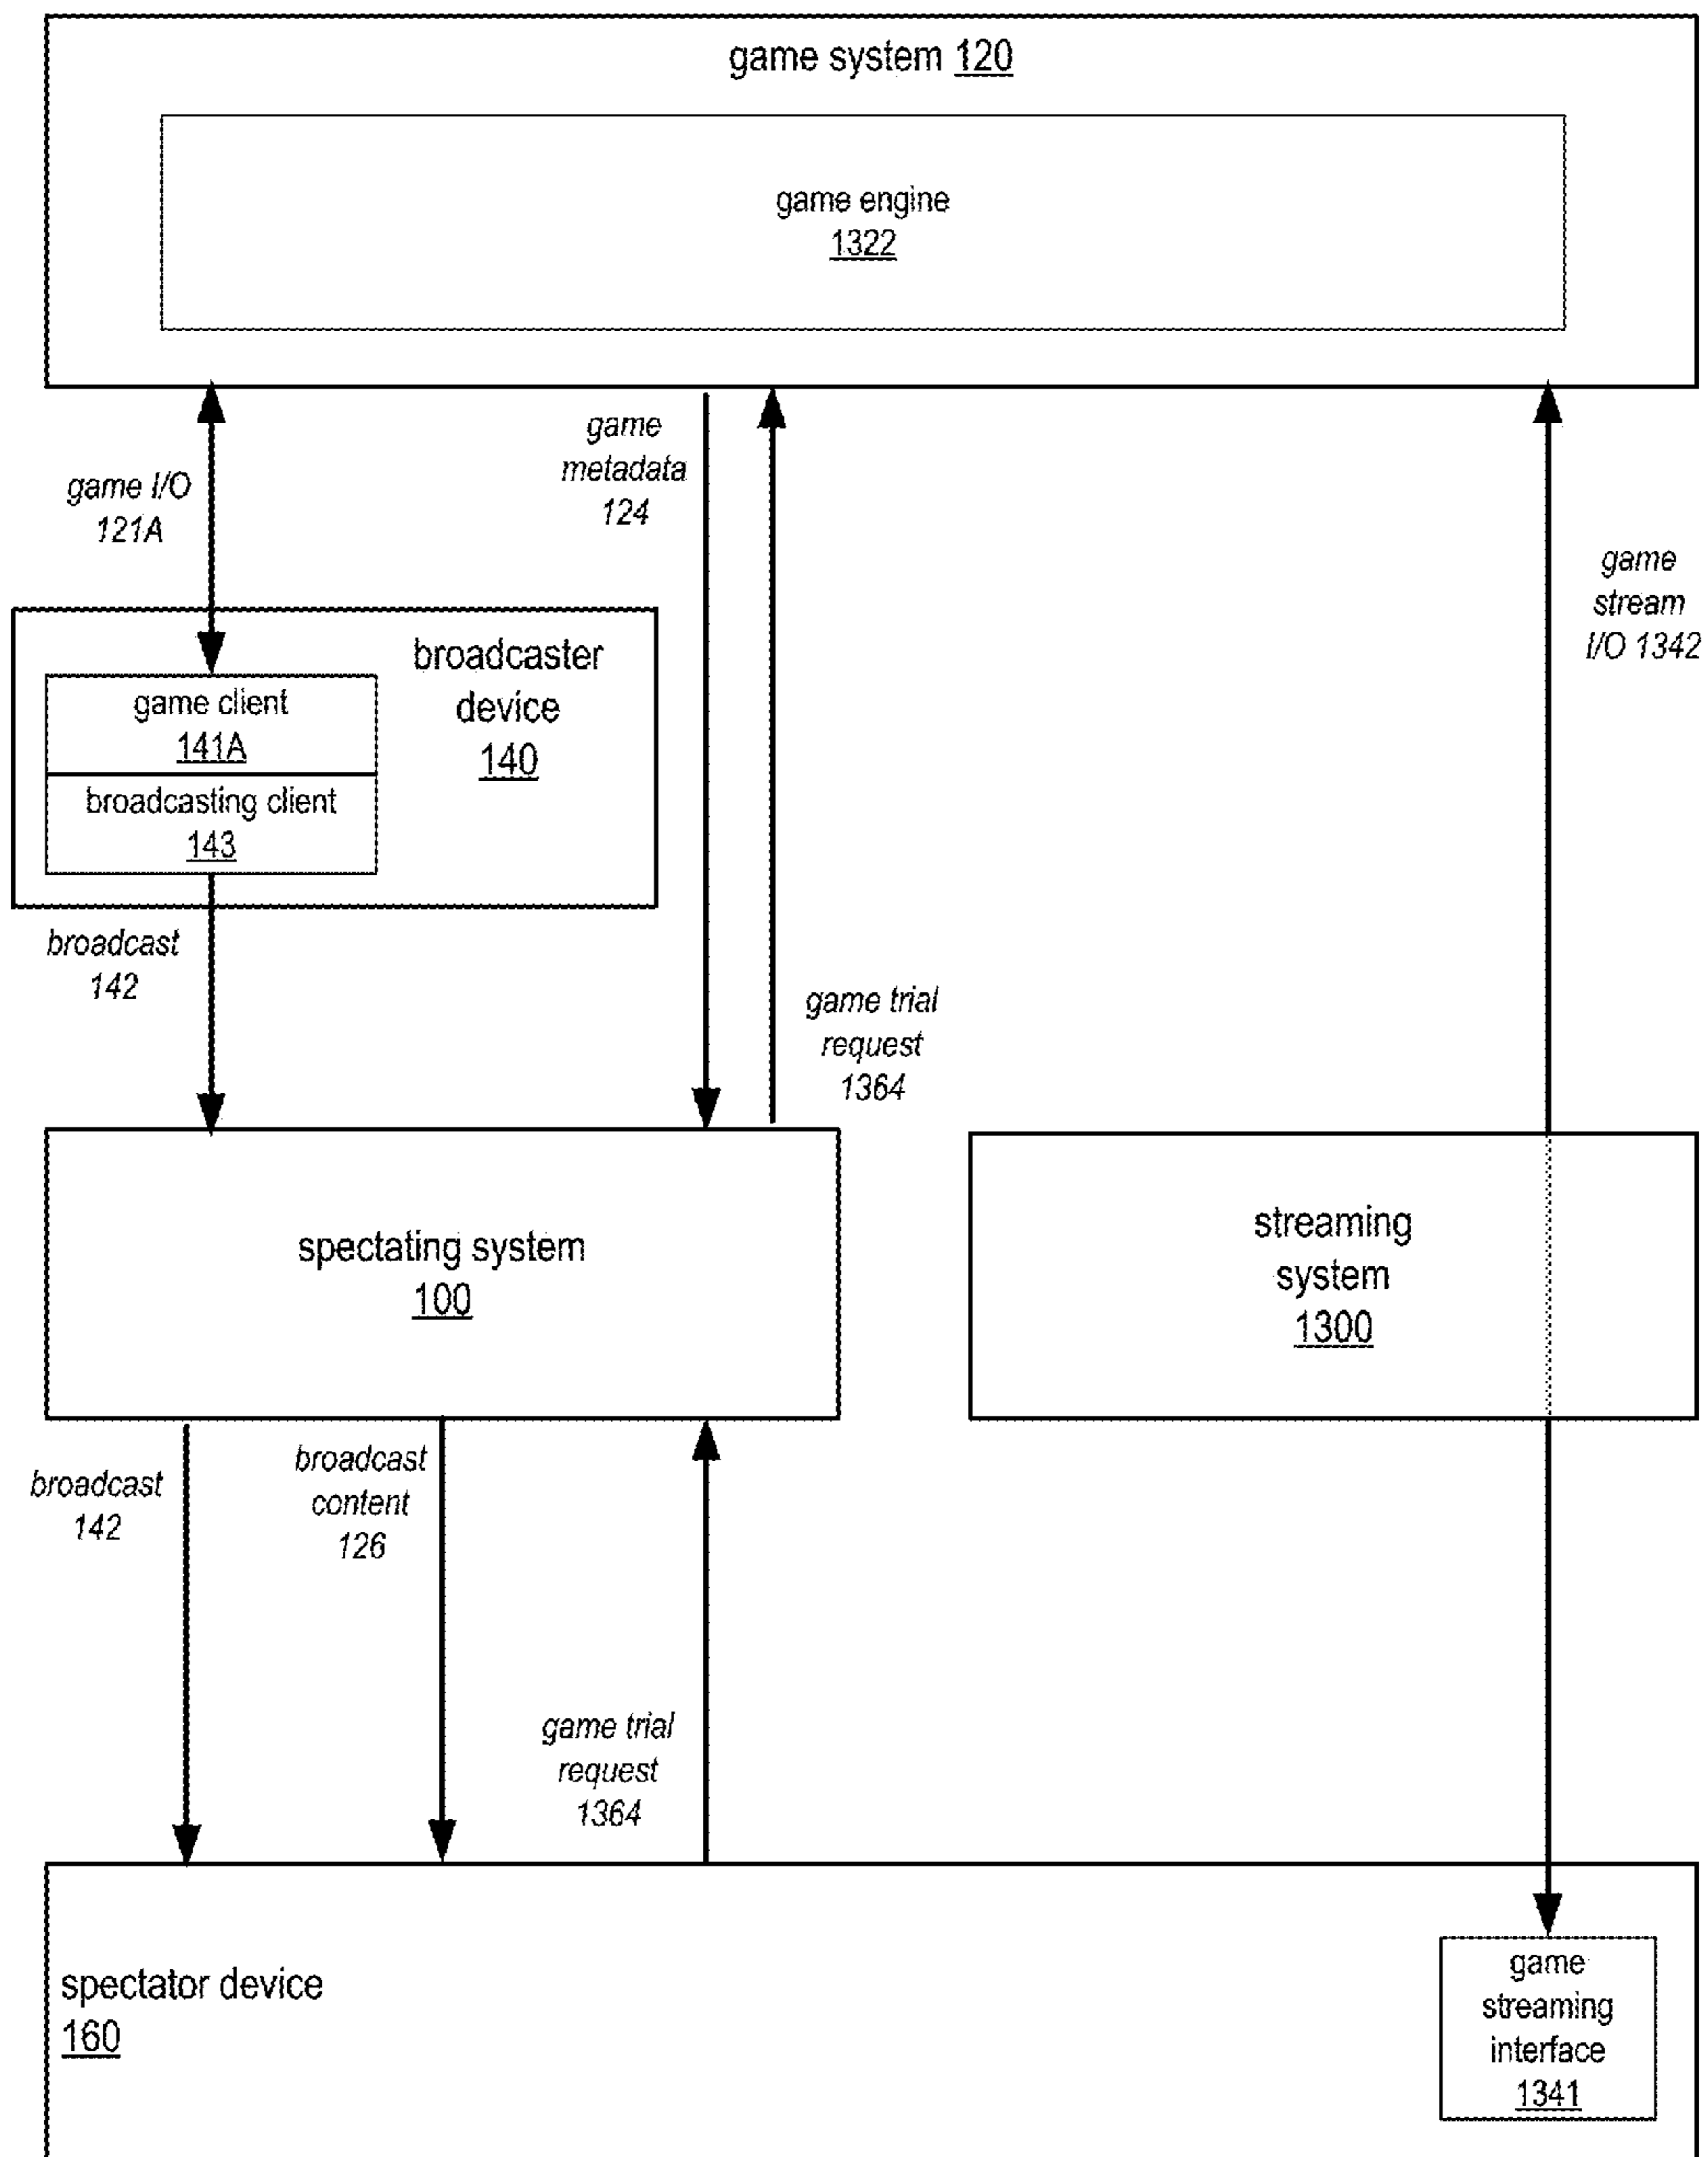 game system 120
game engine
1322
game I/O
121A
game
metadata
124
game
stream
I/O 1342
broadcaster
device
140
game client
141A
broadcasting client
143
broadcast
142
game trial
request
1364
spectating system
100
streaming
system
1300
broadcast
142
broadcast
content
126
game trial
request
1364
spectator device
160
game
streaming
interface
1341